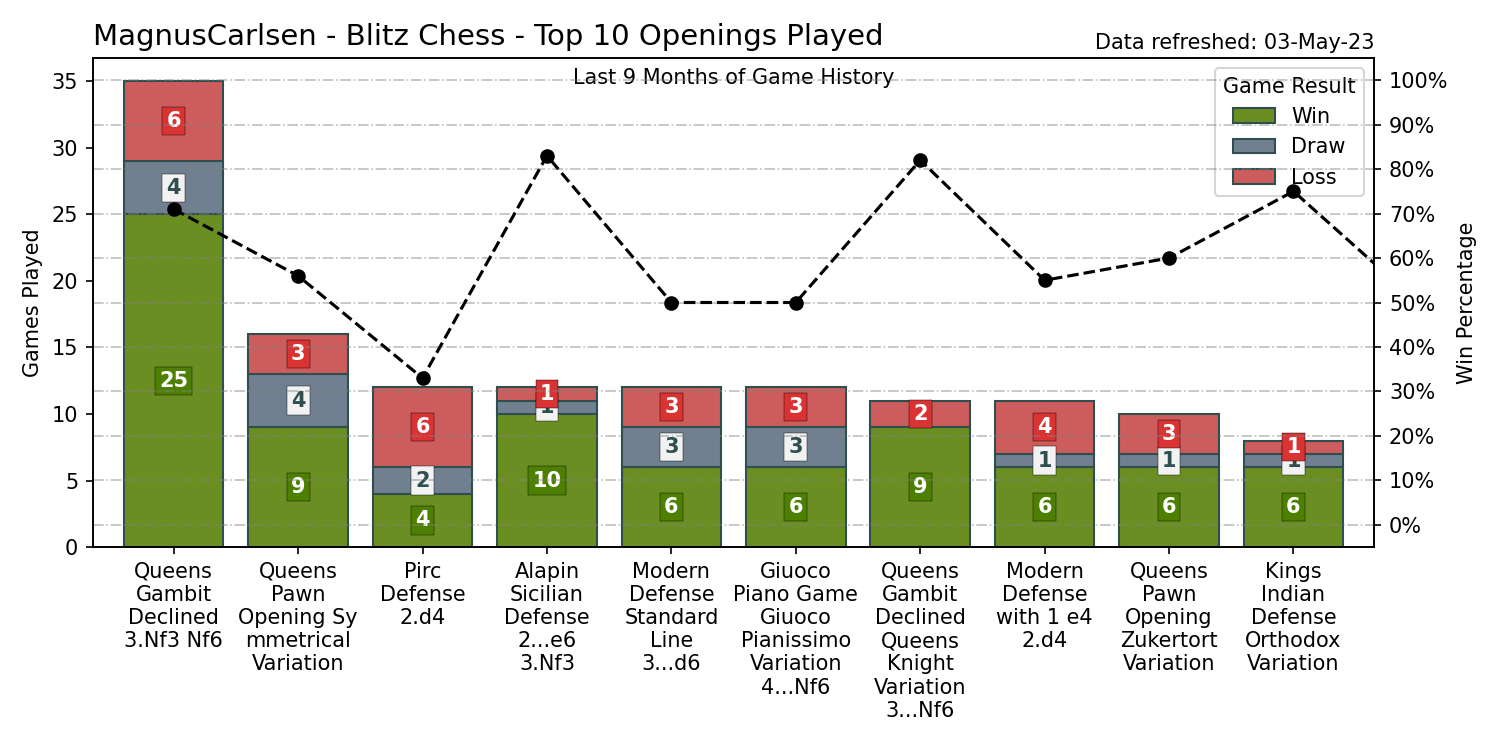 MagnusCarlsen - Blitz Chess - Top 10 Openings Played
Data refreshed: 03-May-23
Last 9 Months of Game History
Game Result
Win
Draw
Loss
Games Played
35
30
25
20
15
10
5
0
Win Percentage
100%
90%
80%
70%
60%
50%
40%
30%
20%
10%
0%
6
4
25
3
4
9
6
2
4
1
1
10
3
3
6
3
3
6
2
9
4
1
6
3
1
6
1
1
6
Queens
Gambit
Declined
3.Nf3 Nf6
Queens
Pawn
Opening Sy
mmetrical
Variation
Pirc
Defense
2.d4
Alapin
Sicilian
Defense
2...e6
3.Nf3
Modern
Defense
Standard
Line
3...d6
Giuoco
Piano Game
Giuoco
Pianissimo
Variation
4...Nf6
Queens
Gambit
Declined
Queens
Knight
Variation
3...Nf6
Modern
Defense
with 1 e4
2.d4
Queens
Pawn
Opening
Zukertort
Variation
Kings
Indian
Defense
Orthodox
Variation